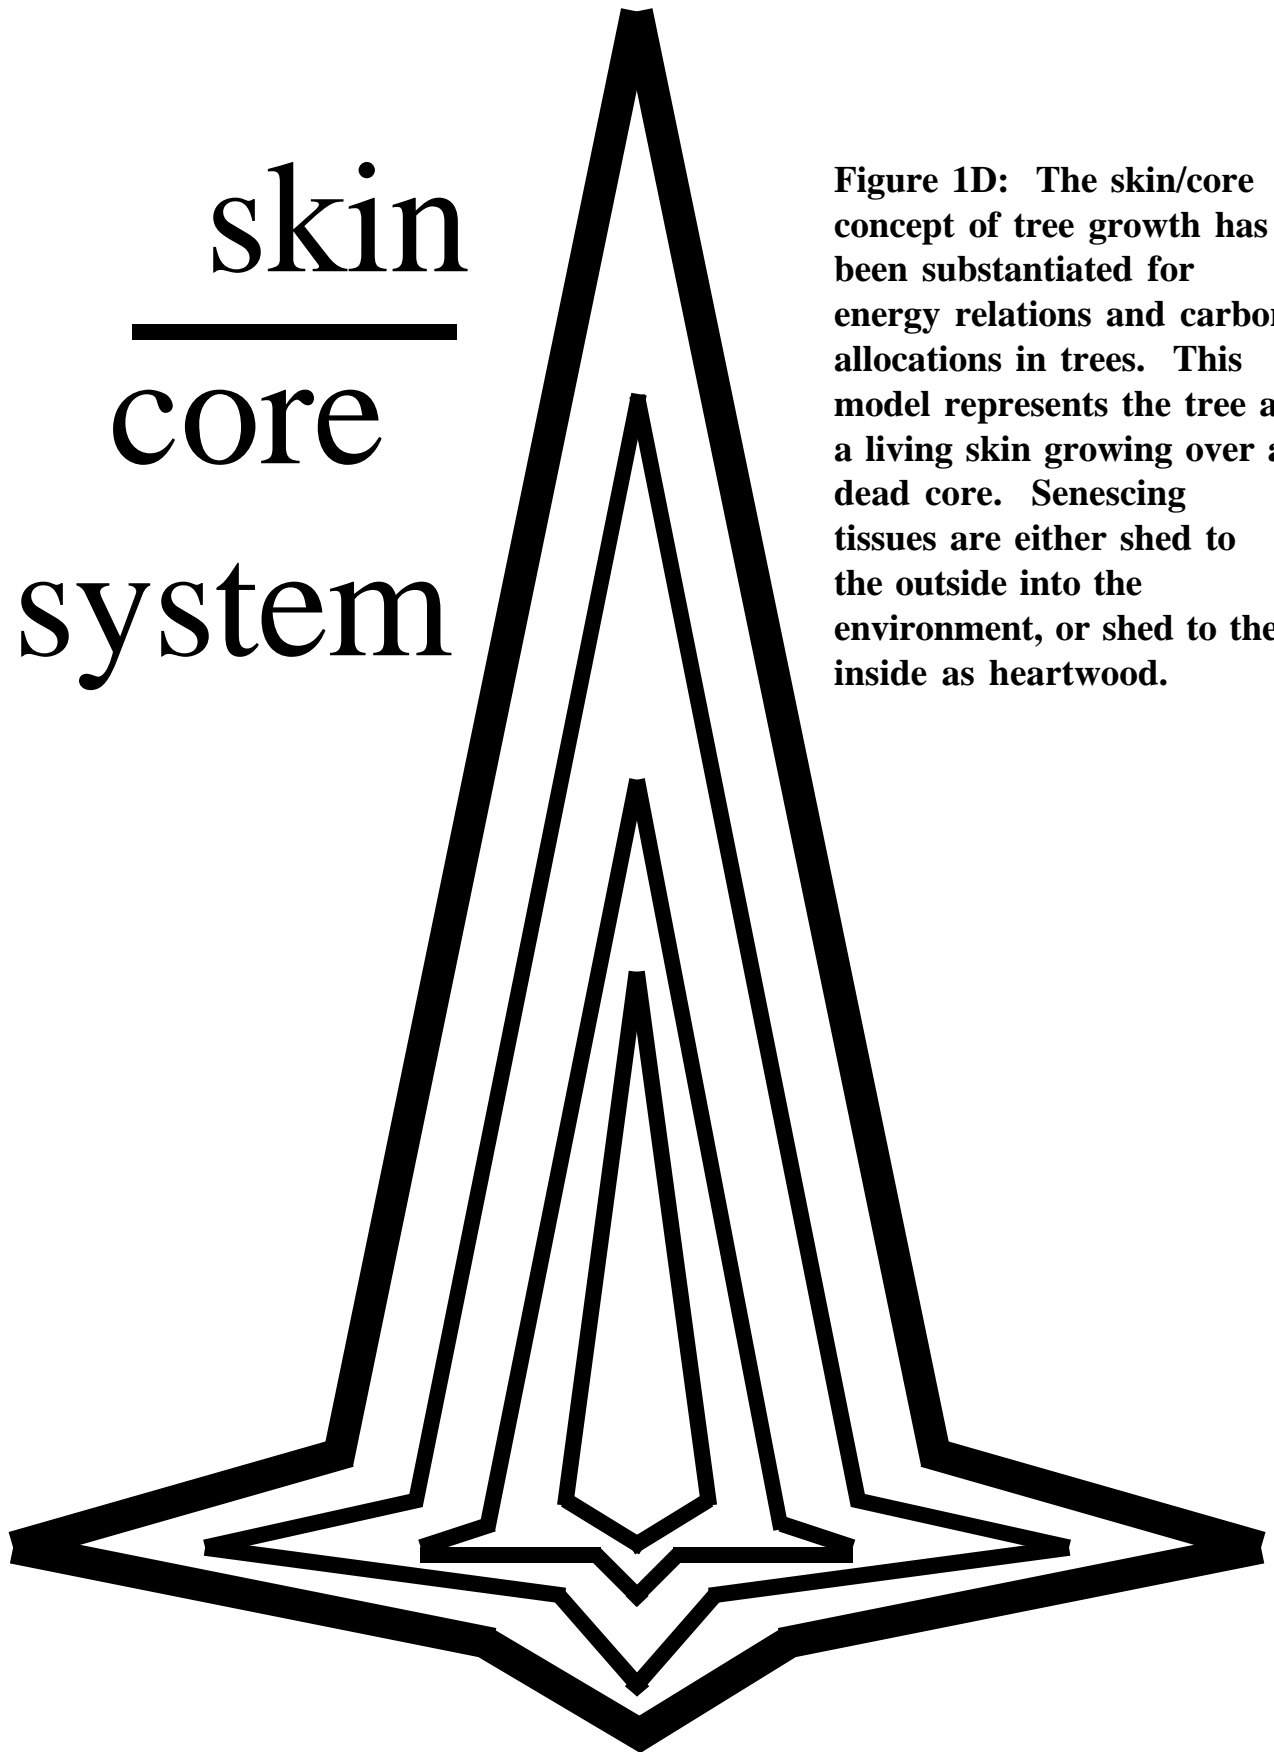 skin
core
system
Figure 1D: The skin/core
concept of tree growth has
been substantiated for
energy relations and carbon
allocations in trees. This
model represents the tree a
a living skin growing over a
dead core. Senescing
tissues are either shed to
the outside into the
environment, or shed to the
inside as heartwood.